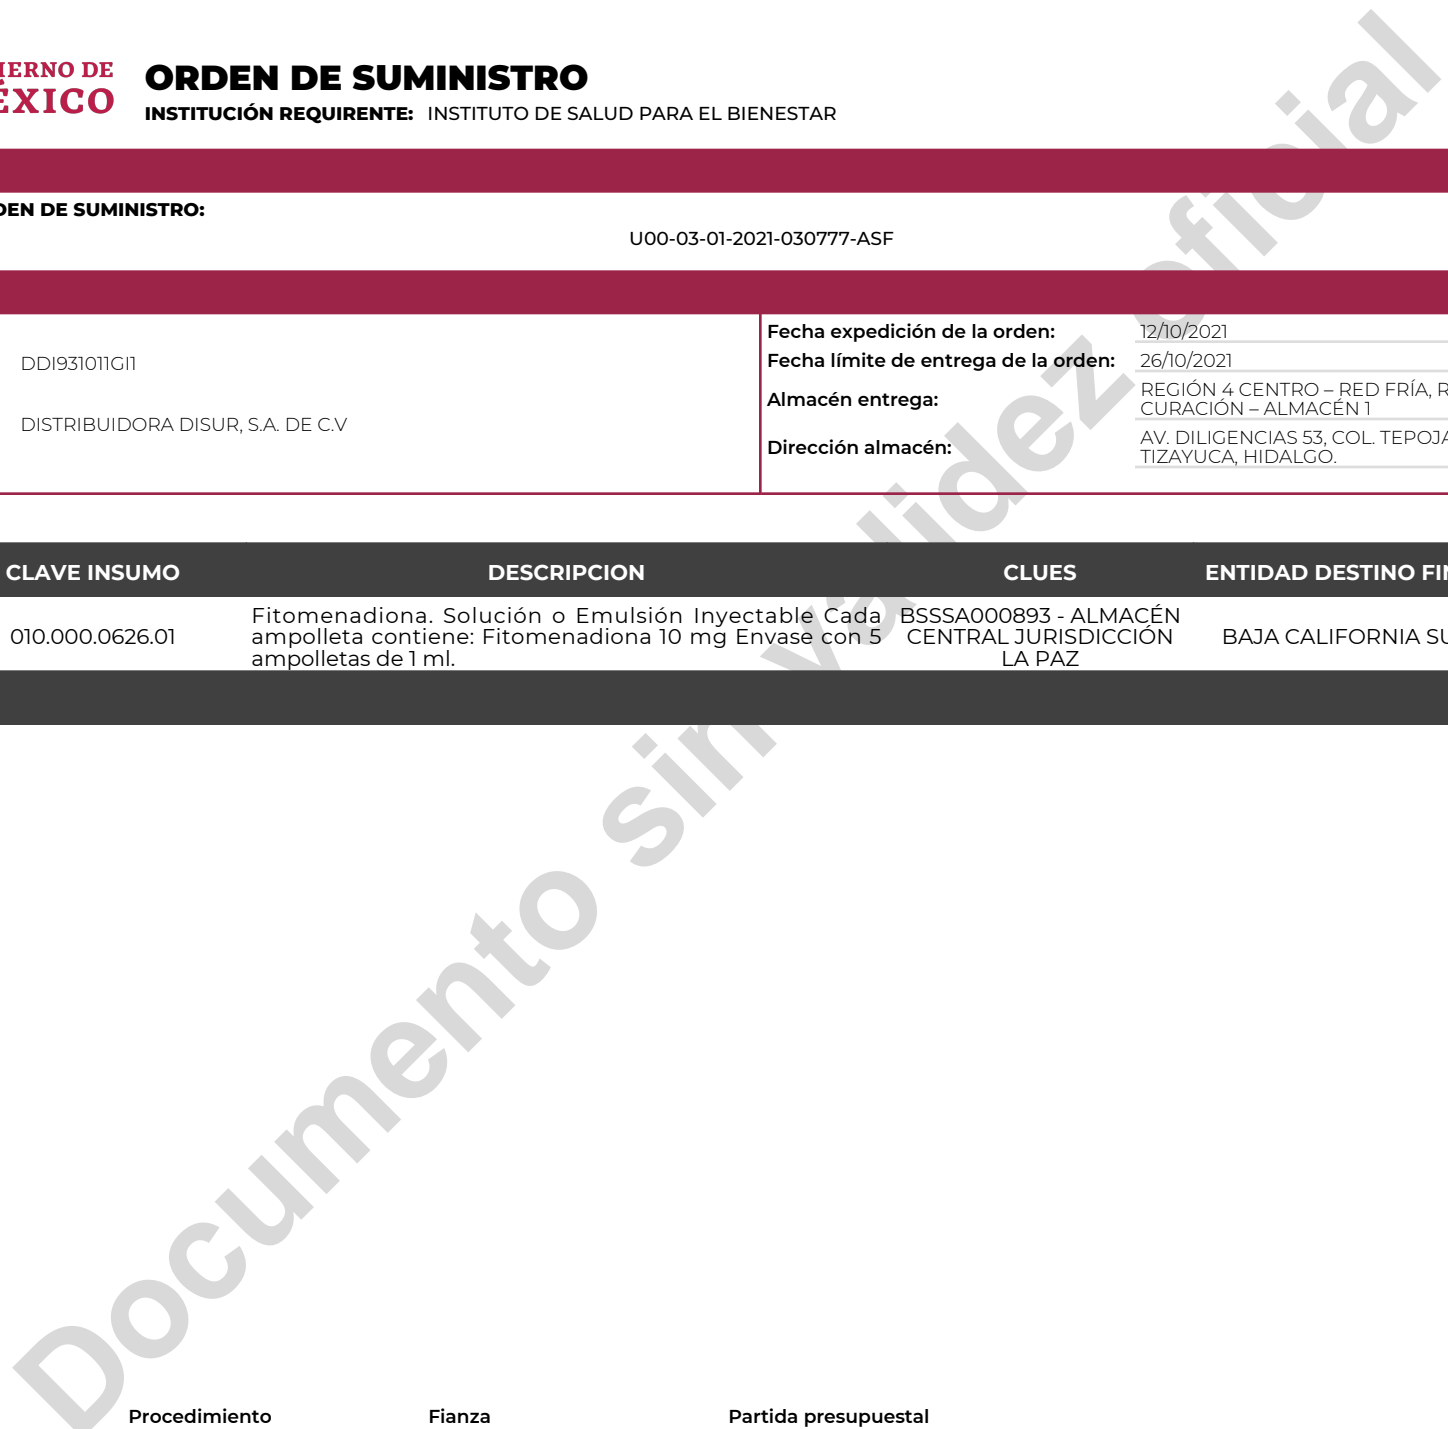 IERNO DE
ÉXICO
ORDEN DE SUMINISTRO
INSTITUCIÓN REQUIRENTE: INSTITUTO DE SALUD PARA EL BIENESTAR
DEN DE SUMINISTRO:
U00-03-01-2021-030777-ASF
DDI931011GI1
DISTRIBUIDORA DISUR, S.A. DE C.V
Fecha expedición de la orden: 12/10/2021
Fecha límite de entrega de la orden: 26/10/2021
Almacén entrega: REGIÓN 4 CENTRO – RED FRÍA, R
CURACIÓN – ALMACÉN 1
Dirección almacén: AV. DILIGENCIAS 53, COL. TEPOJA
TIZAYUCA, HIDALGO.
CLAVE INSUMO DESCRIPCION CLUES ENTIDAD DESTINO FIN
010.000.0626.01
Fitomenadiona. Solución o Emulsión Inyectable Cada
ampolleta contiene: Fitomenadiona 10 mg Envase con 5
ampolletas de 1 ml.
BSSSA000893 - ALMACÉN
CENTRAL JURISDICCIÓN
LA PAZ
BAJA CALIFORNIA SU
Documento sin validez oficial
Procedimiento Fianza Partida presupuestal